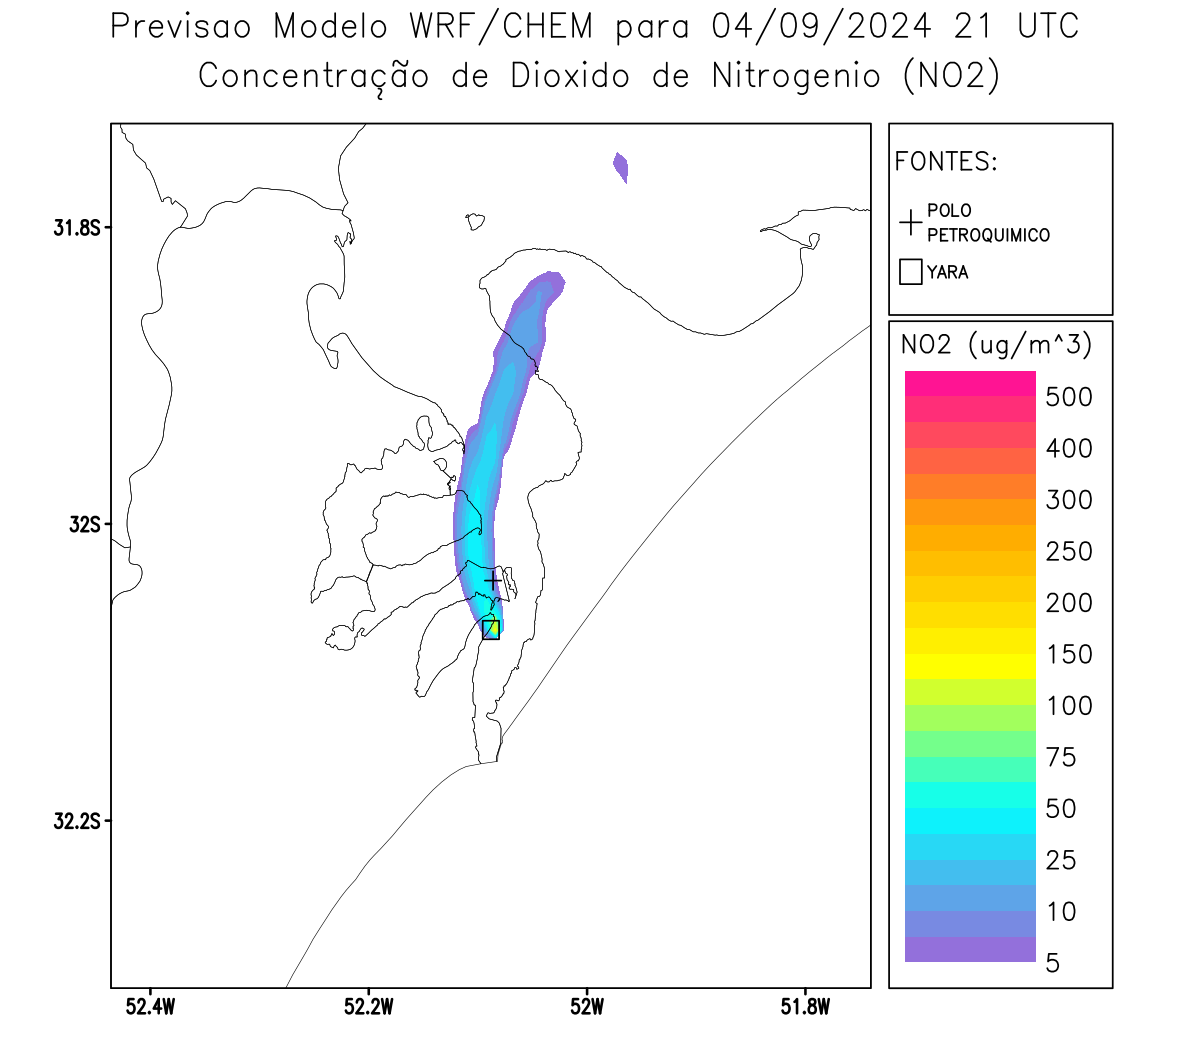 Previsao Modelo WRF/CHEM para 04/09/2024 21 UTC
Concentração de Dioxido de Nitrogenio (NO2)
FONTES:
POLO
PETROQUIMICO
YARA
31.8S
32S
32.2S
52.4W
52.2W
52W
51.8W
NO2 (ug/m^3)
500
400
300
250
200
150
100
75
50
25
10
5